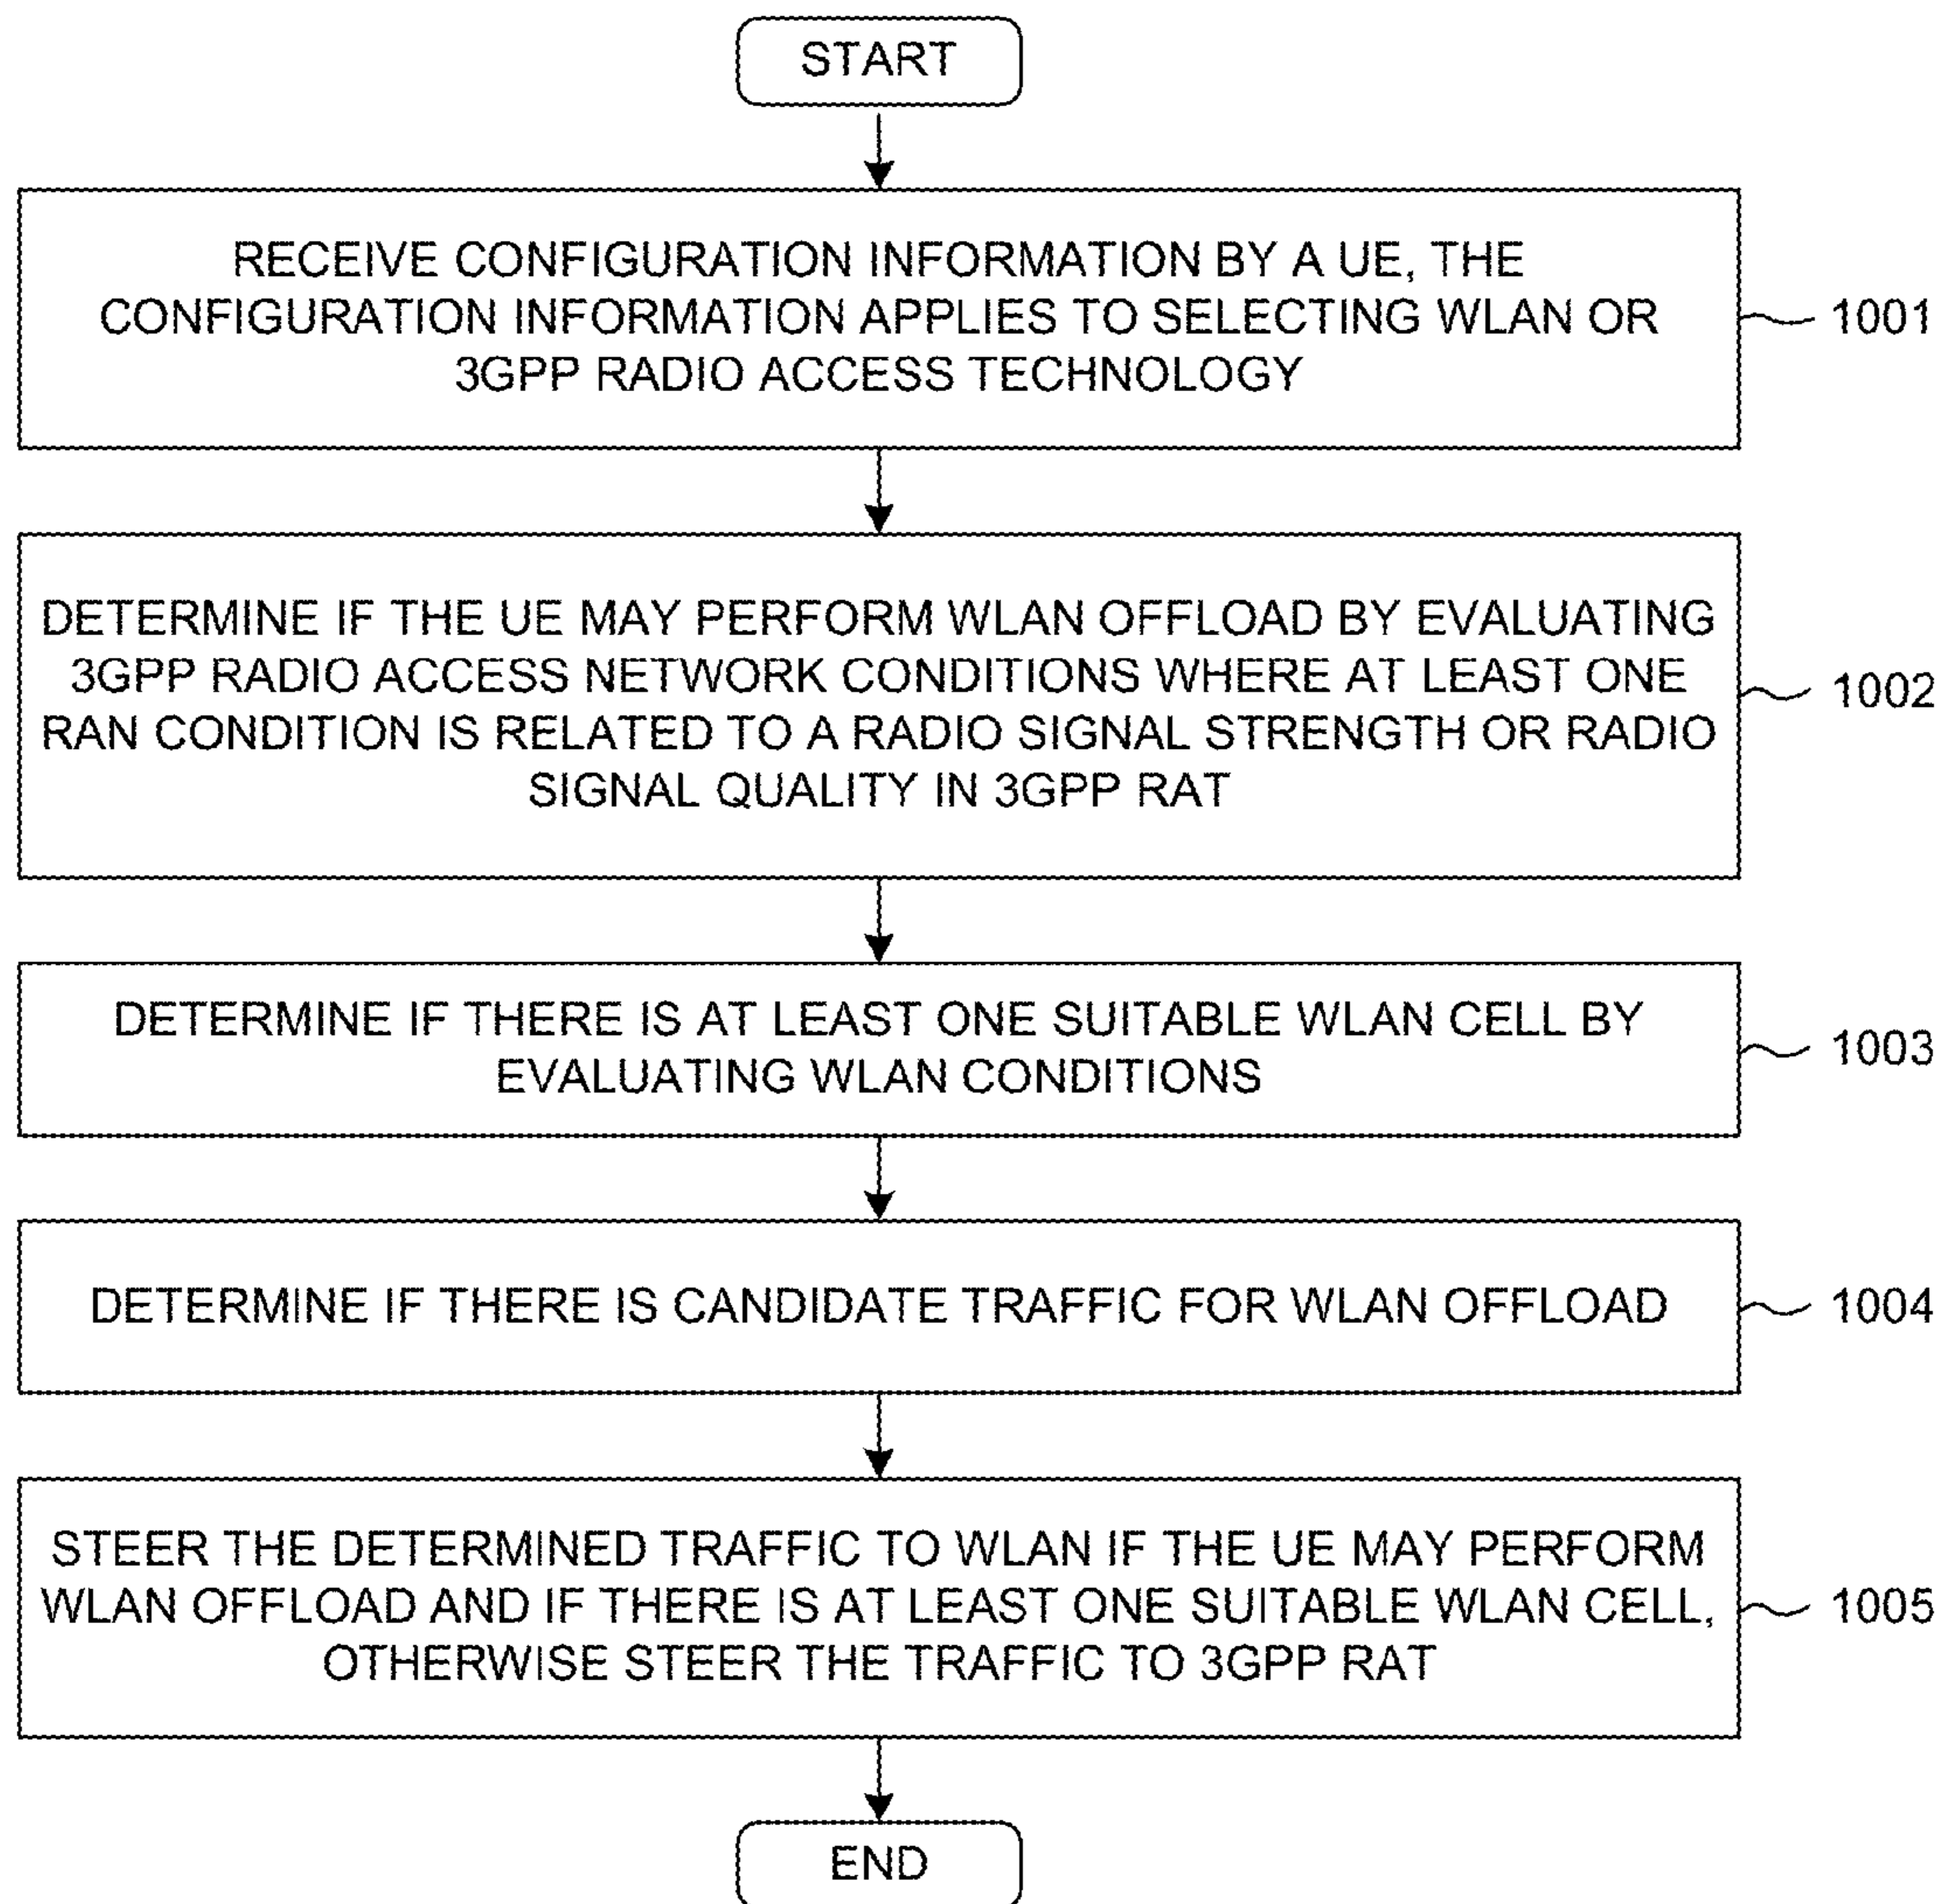 START
RECEIVE CONFIGURATION INFORMATION BY A UE, THE
CONFIGURATION INFORMATION APPLIES TO SELECTING WLAN OR
3GPP RADIO ACCESS TECHNOLOGY
1001
DETERMINE IF THE UE MAY PERFORM WLAN OFFLOAD BY EVALUATING
3GPP RADIO ACCESS NETWORK CONDITIONS WHERE AT LEAST ONE
RAN CONDITION IS RELATED TO A RADIO SIGNAL STRENGTH OR RADIO
SIGNAL QUALITY IN 3GPP RAT
1002
DETERMINE IF THERE IS AT LEAST ONE SUITABLE WLAN CELL BY
EVALUATING WLAN CONDITIONS
1003
DETERMINE IF THERE IS CANDIDATE TRAFFIC FOR WLAN OFFLOAD
1004
STEER THE DETERMINED TRAFFIC TO WLAN IF THE UE MAY PERFORM
WLAN OFFLOAD AND IF THERE IS AT LEAST ONE SUITABLE WLAN CELL,
OTHERWISE STEER THE TRAFFIC TO 3GPP RAT
1005
END